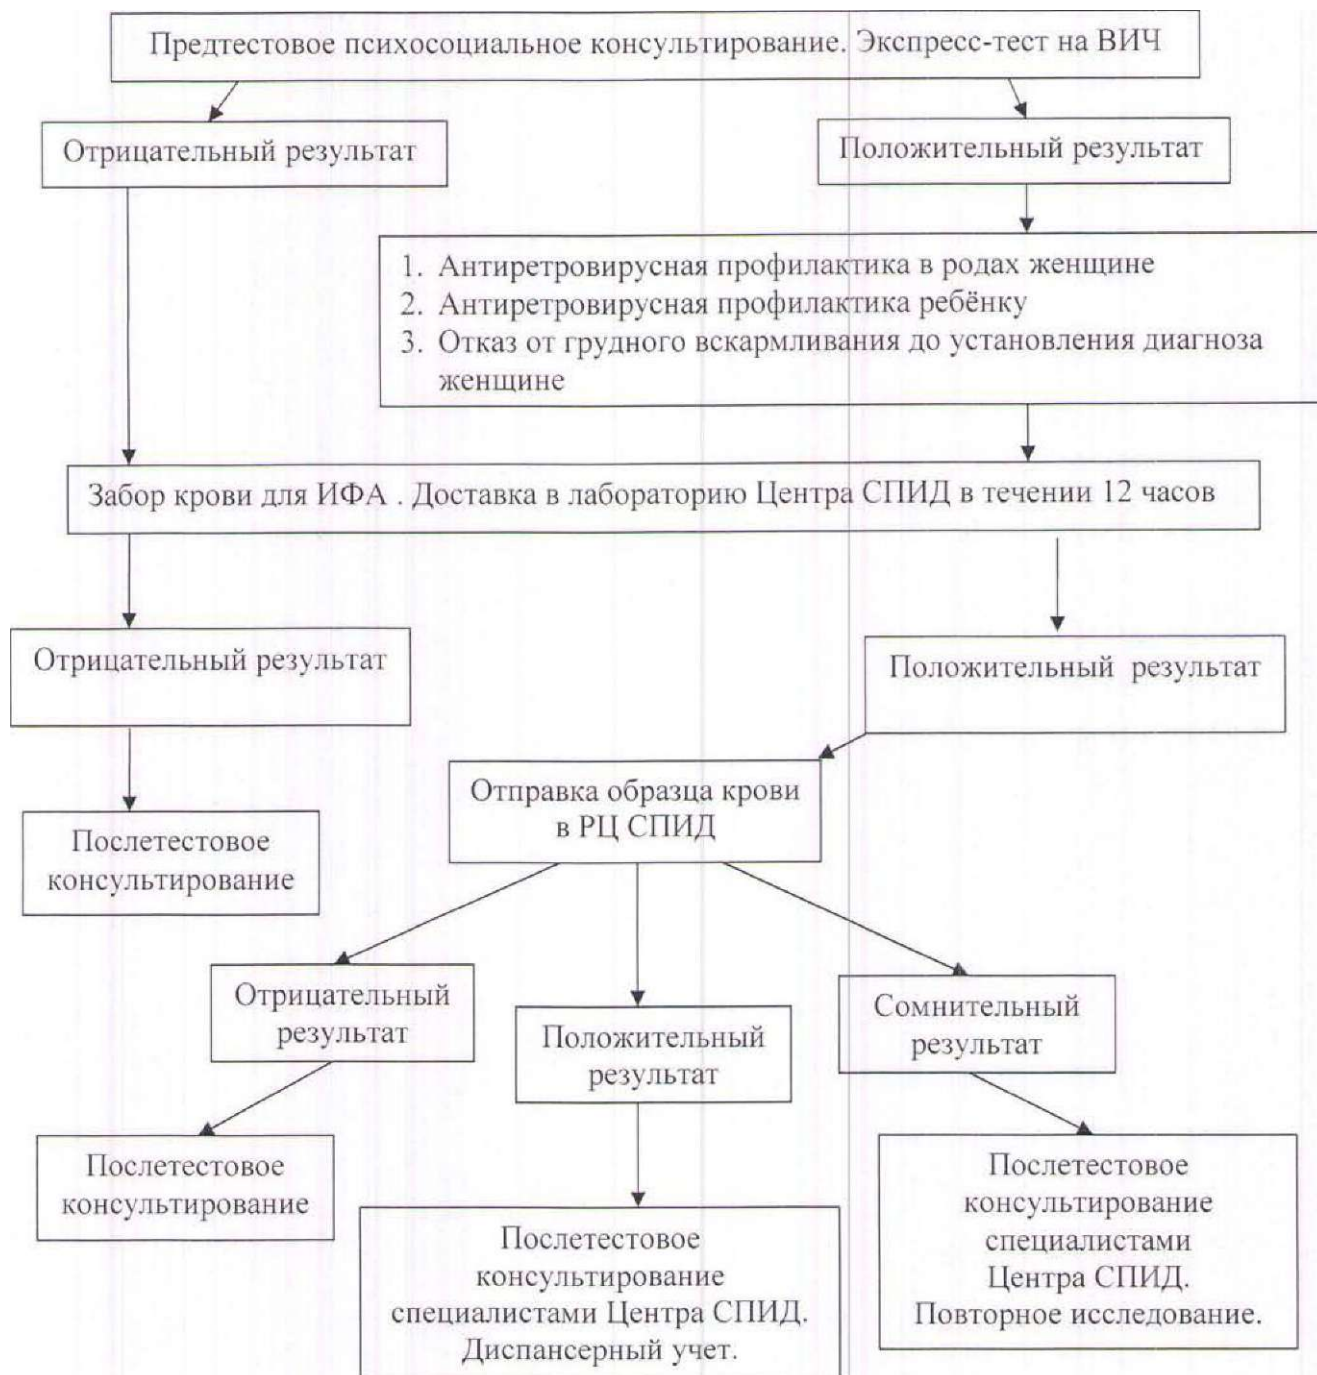 Предтестовое психосоциальное консультирование. Экспресс-тест на ВИЧ
Отрицательный результат
Положительный результат
1. Антиретровирусная профилактика в родах женщине
2. Антиретровирусная профилактика ребёнку
3. Отказ от грудного вскармливания до установления диагноза
женщине
Забор крови для ИФА . Доставка в лабораторию Центра СПИД в течении 12 часов
Отрицательный результат
Положительный результат
Отправка образца крови
в РЦ СПИД
Послетестовое
консультирование
Отрицательный
результат
Положительный
результат
Сомнительный
результат
Послетестовое
консультирование
Послетестовое
консультирование
специалистами Центра СПИД.
Диспансерный учет.
Послетестовое
консультирование
специалистами
Центра СПИД.
Повторное исследование.